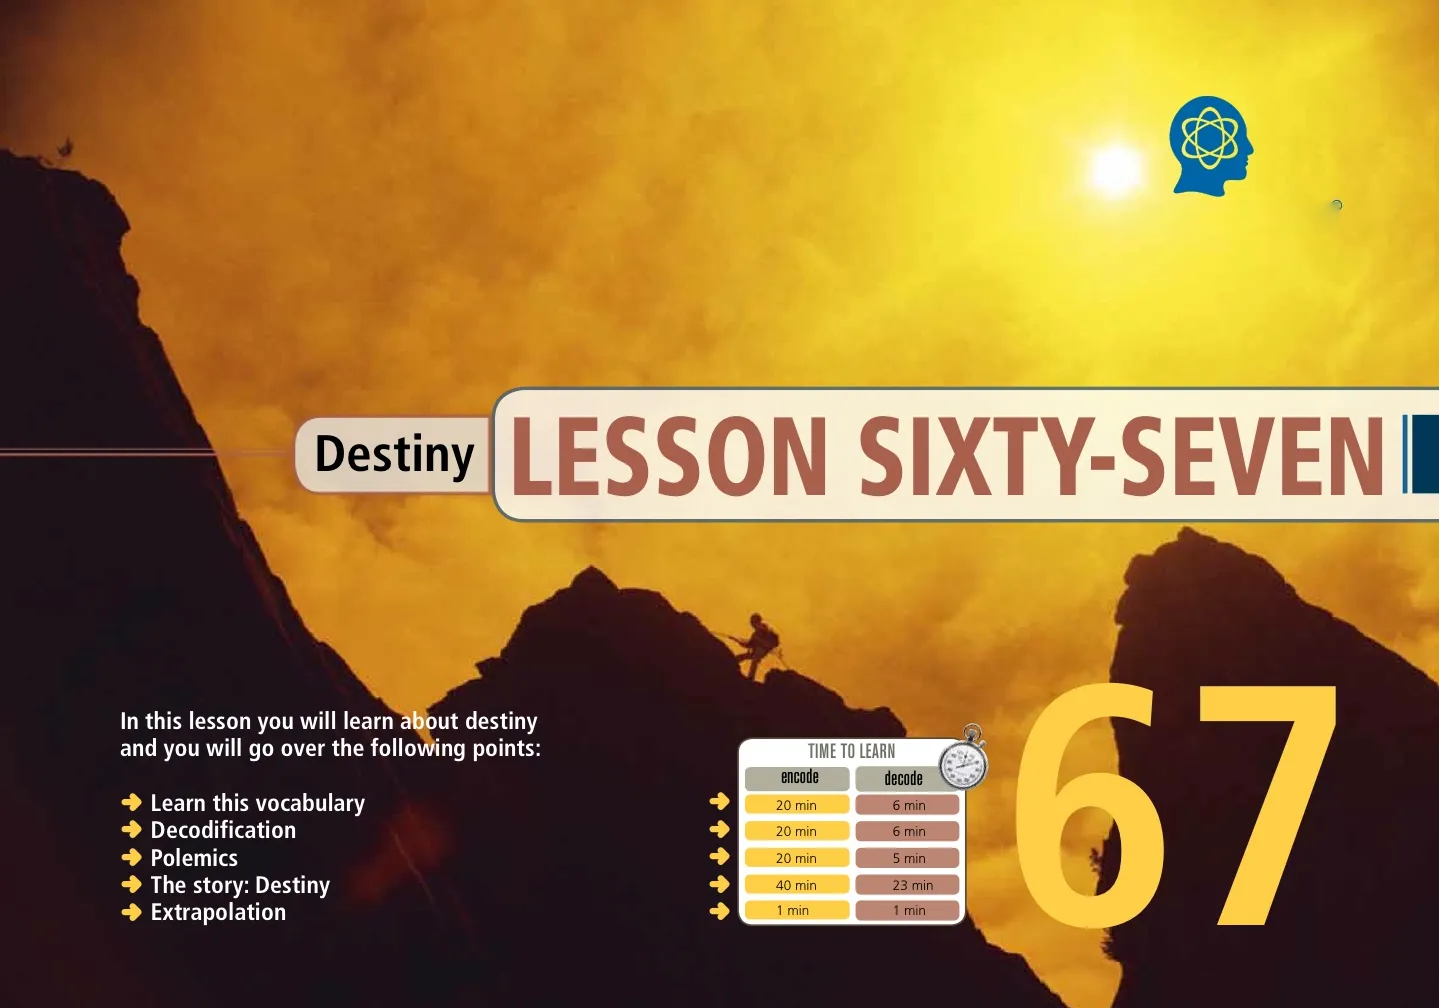 Destiny
LESSON SIXTY-SEVEN
In this lesson you will learn about destiny
and you will go over the following points:
Learn this vocabulary
Decodification
Polemics
The story: Destiny
Extrapolation
TIME TO LEARN
encode decode
20 min 6 min
20 min 6 min
20 min 5 min
40 min 23 min
1 min 1 min
67